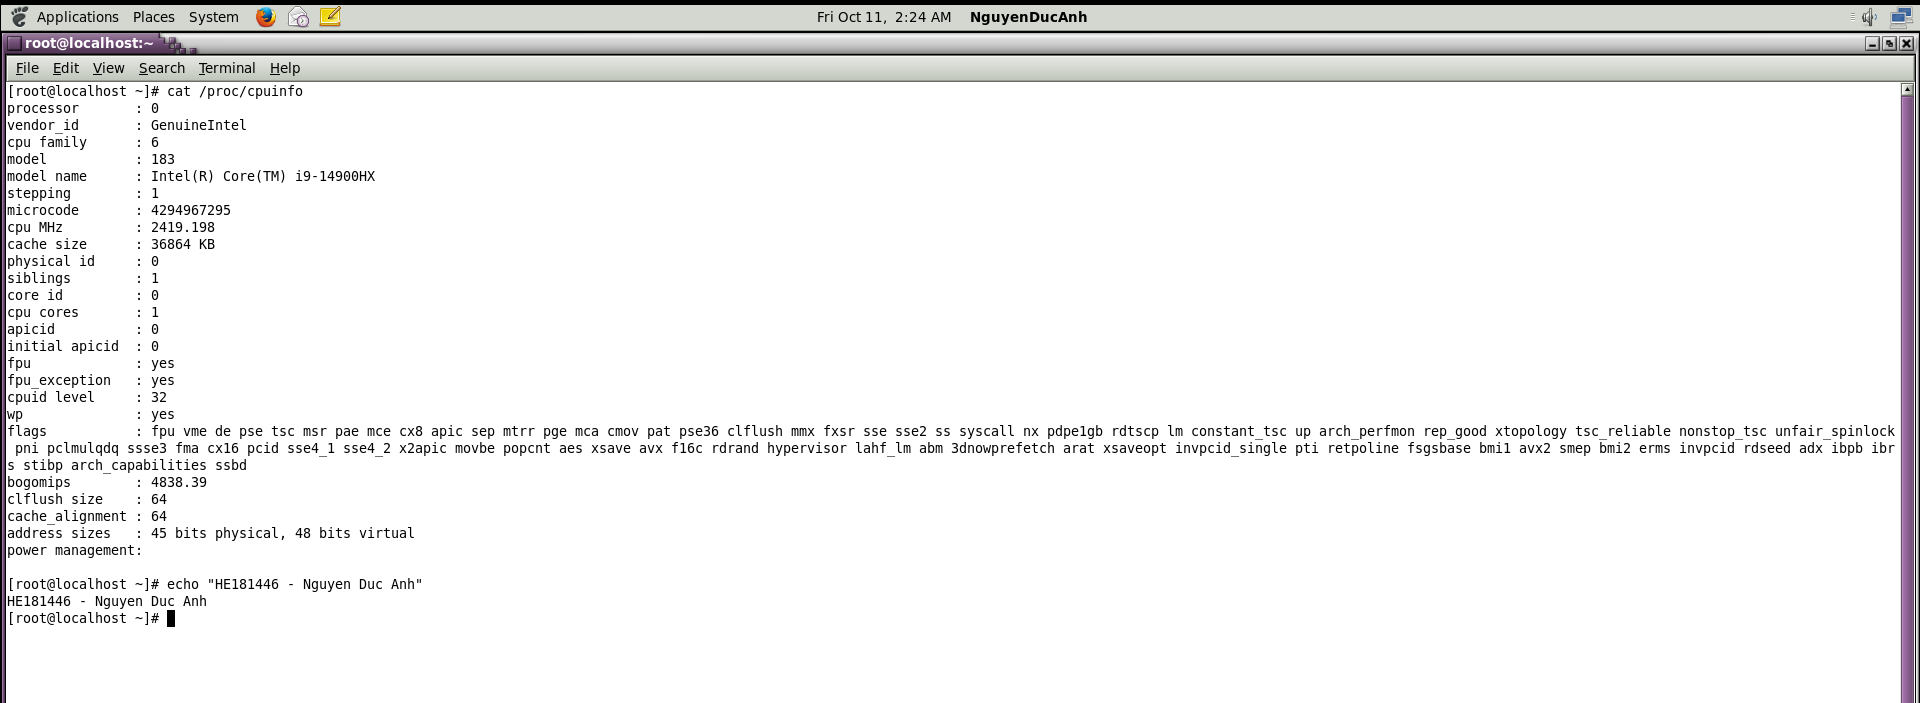 Applications Places System Fri Oct 11, 2:24 AM NguyenDucAnh
root@localhost:~
File Edit View Search Terminal Help
[root@localhost ~]# cat /proc/cpuinfo
processor : 0
vendor_id : GenuineIntel
cpu family : 6
model : 183
model name : Intel(R) Core(TM) i9-14900HX
stepping : 1
microcode : 4294967295
cpu MHz : 2419.198
cache size : 36864 KB
physical id : 0
siblings : 1
core id : 0
cpu cores : 1
apicid : 0
initial apicid : 0
fpu : yes
fpu_exception : yes
cpuid level : 32
wp : yes
flags : fpu vme de pse tsc msr pae mce cx8 apic sep mtrr pge mca cmov pat pse36 clflush mmx fxsr sse sse2 ss syscall nx pdpe1gb rdtscp lm constant_tsc up arch_perfmon rep_good xtopology tsc_reliable nonstop_tsc unfair_spinlock
pni pclmulqdq ssse3 fma cx16 pcid sse4_1 sse4_2 x2apic movbe popcnt aes xsave avx f16c rdrand hypervisor lahf_lm abm 3dnowprefetch arat xsaveopt invpcid_single pti retpoline fsgsbase bmi1 avx2 smep bmi2 erms invpcid rdseed adx ibpb ibr
s stibp arch_capabilities ssbd
bogomips : 4838.39
clflush size : 64
cache_alignment : 64
address sizes : 45 bits physical, 48 bits virtual
power management:
[root@localhost ~]# echo "HE181446 - Nguyen Duc Anh"
HE181446 - Nguyen Duc Anh
[root@localhost ~]#